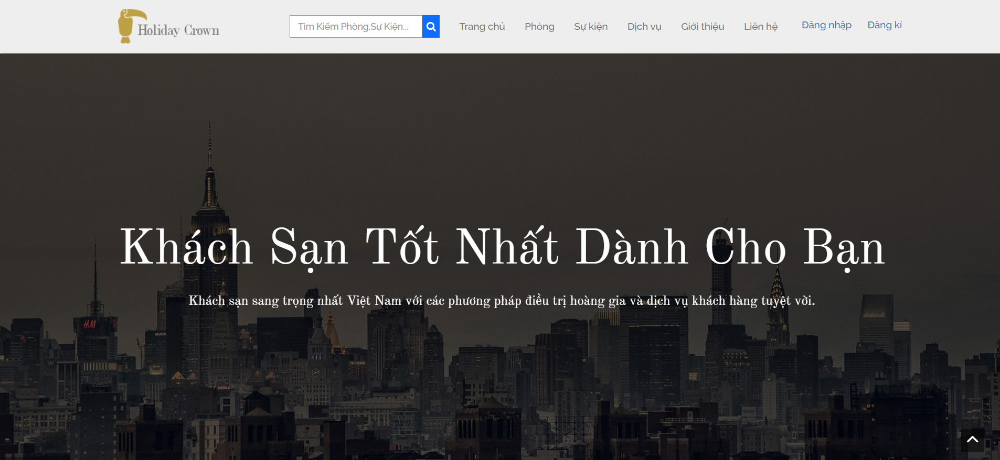 Holiday Crown
Tìm Kiếm Phòng,Sự Kiện...
Trang chủ
Phòng
Sự kiện
Dịch vụ
Giới thiệu
Liên hệ
Đăng nhập
Đăng kí
Khách Sạn Tốt Nhất Dành Cho Bạn
Khách sạn sang trọng nhất Việt Nam với các phương pháp điều trị hoàng gia và dịch vụ khách hàng tuyệt vời.
H&M
MetLife
W